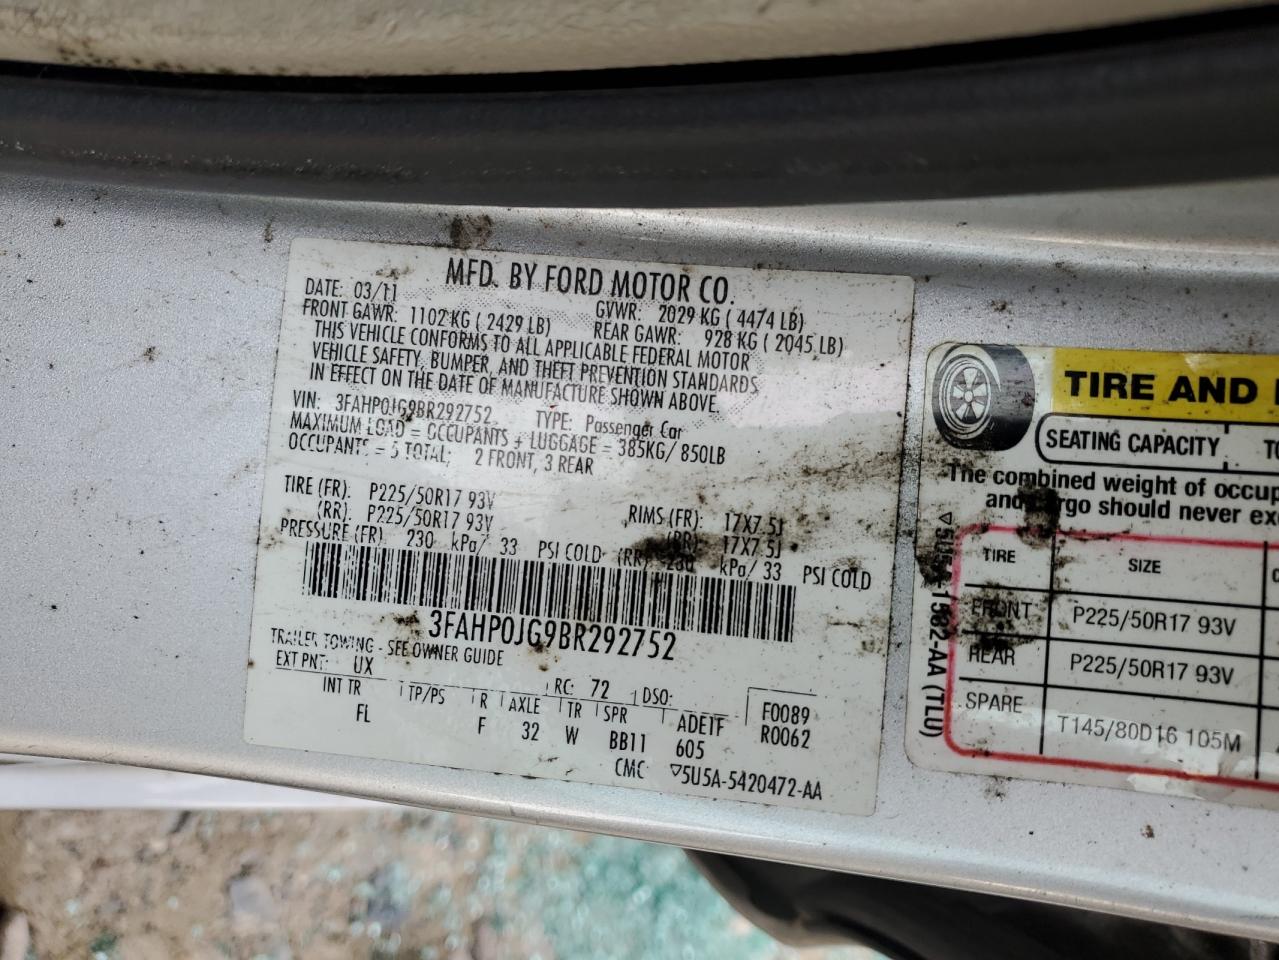 MFD. BY FORD MOTOR CO.
DATE: 03/11 GVWR: 2029 KG ( 4474 LB)
FRONT GAWR: 1102 KG ( 2429 LB) REAR GAWR: 928 KG ( 2045 LB)
THIS VEHICLE CONFORMS TO ALL APPLICABLE FEDERAL MOTOR
VEHICLE SAFETY, BUMPER, AND THEFT PREVENTION STANDARDS
IN EFFECT ON THE DATE OF MANUFACTURE SHOWN ABOVE.
VIN: 3FAHP0JG9BR292752 TYPE: Passenger Car
MAXIMUM LOAD = OCCUPANTS + LUGGAGE = 385KG/ 850LB
OCCUPANTS = 5 TOTAL; 2 FRONT, 3 REAR
TIRE (FR): P225/50R17 93V RIMS (FR): 17X7.5J
(RR): P225/50R17 93V (RR): 17X7.5J
PRESSURE (FR) 230 kPa/ 33 PSI COLD (RR) 230 kPa/ 33 PSI COLD
3FAHP0JG9BR292752
TRAILER TOWING - SEE OWNER GUIDE
EXT PNT: UX RC: 72 DSO:
INT TR TP/PS R AXLE TR SPR ADEIF F0089
FL F 32 W BB11 605 R0062
CMC ▽5U5A-5420472-AA
TIRE AND
SEATING CAPACITY
The combined weight of
and cargo should never
TIRE SIZE
FRONT P225/50R17 93V
REAR P225/50R17 93V
SPARE T145/80D16 105M
1532-AA (TLU)